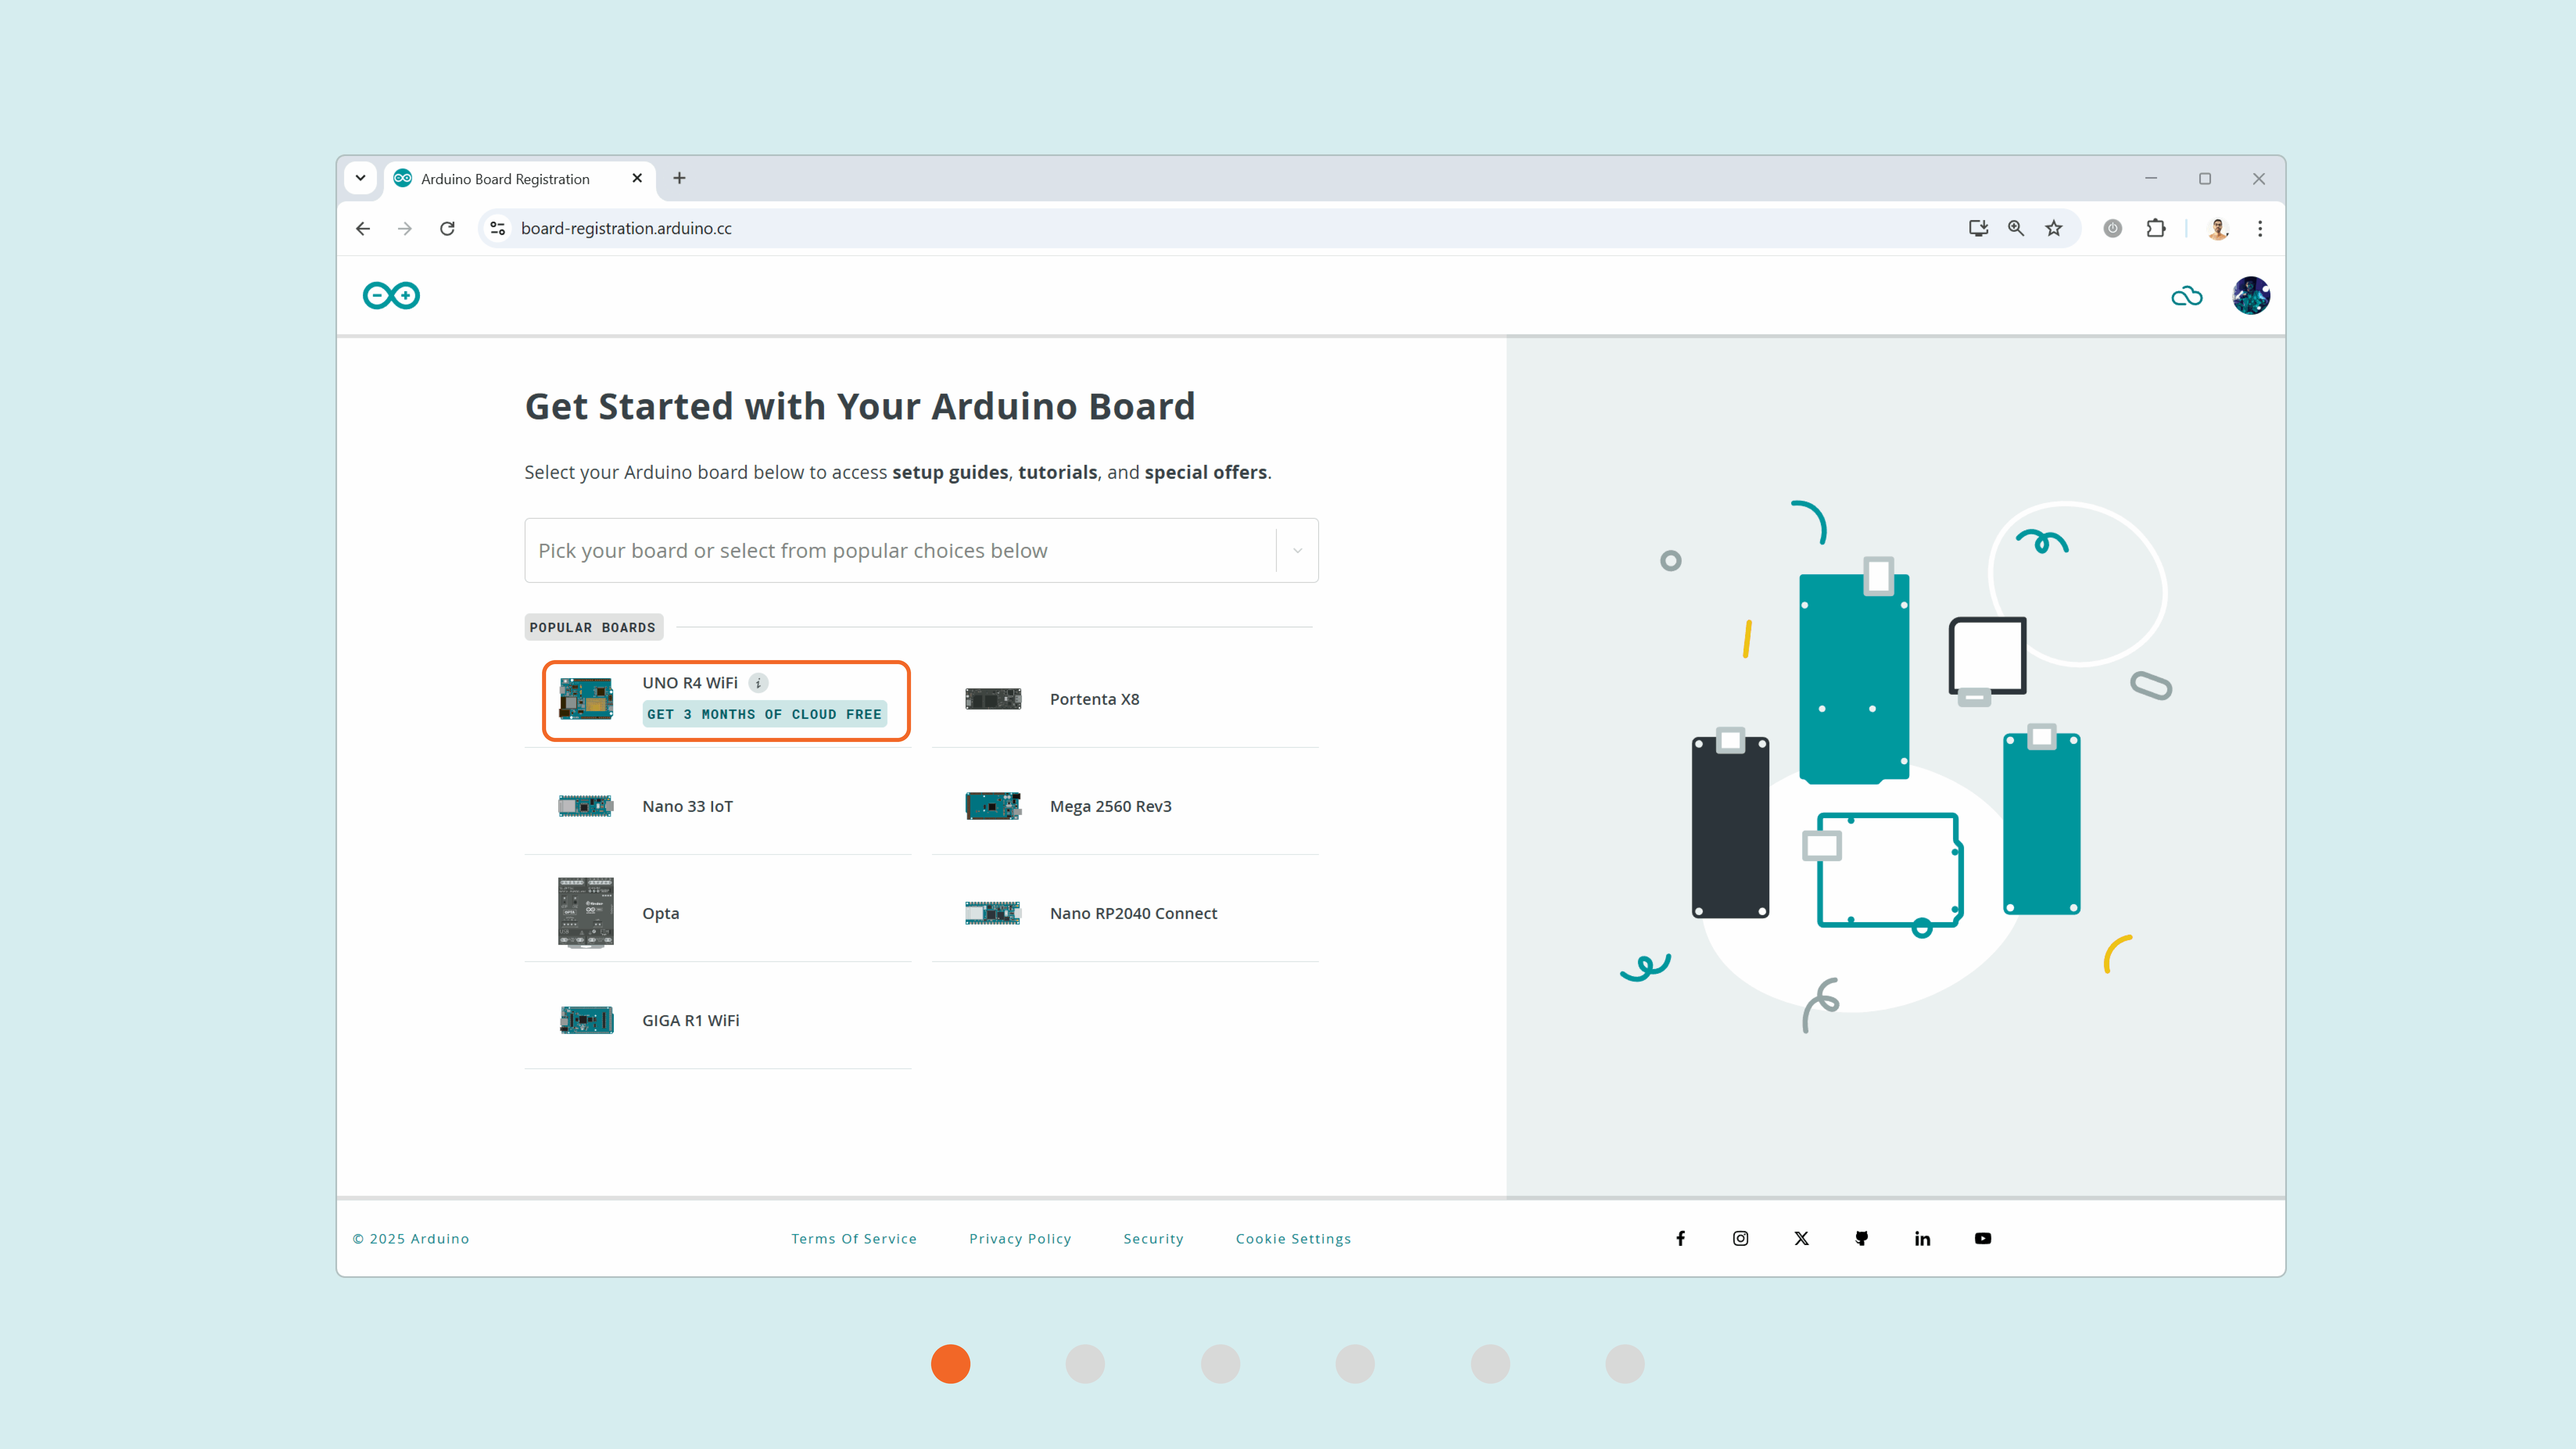 Arduino Board Registration
board-registration.arduino.cc
Get Started with Your Arduino Board
Select your Arduino board below to access setup guides, tutorials, and special offers.
Pick your board or select from popular choices below
POPULAR BOARDS
UNO R4 WiFi i
GET 3 MONTHS OF CLOUD FREE
Portenta X8
Nano 33 IoT
Mega 2560 Rev3
Opta
Nano RP2040 Connect
GIGA R1 WiFi
© 2025 Arduino
Terms Of Service
Privacy Policy
Security
Cookie Settings